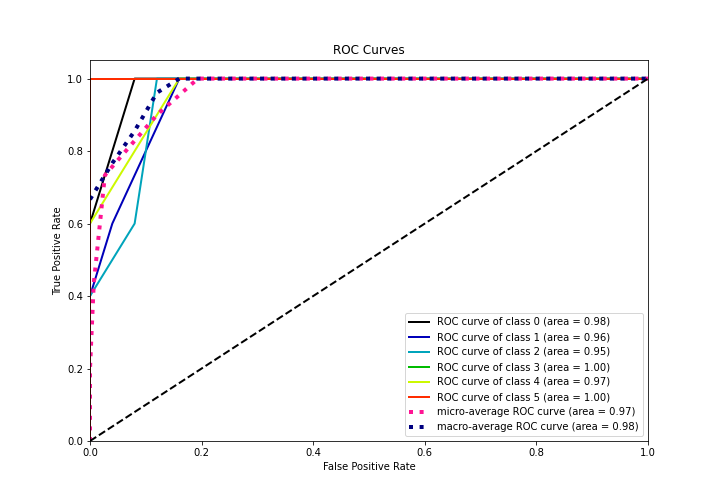 ROC Curves
True Positive Rate
1.0
0.8
0.6
0.4
0.2
0.0
0.0 0.2 0.4 0.6 0.8 1.0
False Positive Rate
ROC curve of class 0 (area = 0.98)
ROC curve of class 1 (area = 0.96)
ROC curve of class 2 (area = 0.95)
ROC curve of class 3 (area = 1.00)
ROC curve of class 4 (area = 0.97)
ROC curve of class 5 (area = 1.00)
micro-average ROC curve (area = 0.97)
macro-average ROC curve (area = 0.98)